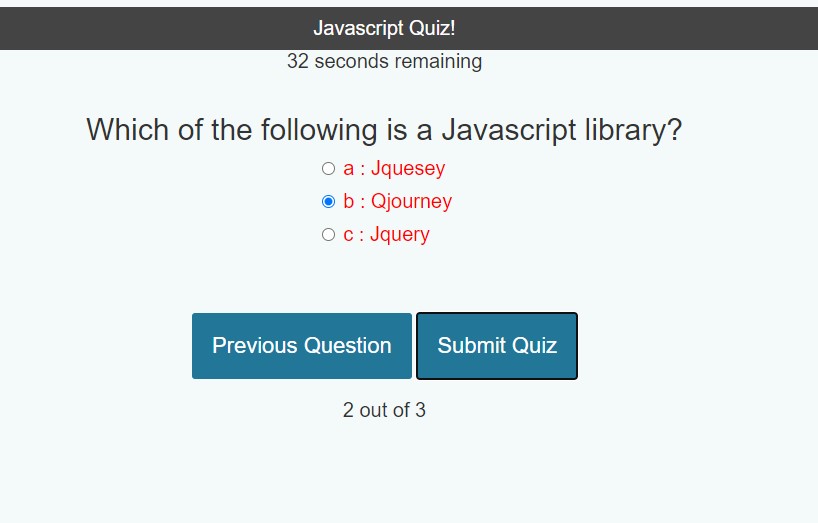 Javascript Quiz!
32 seconds remaining
Which of the following is a Javascript library?
a : Jquesey
b : Qjourney
c : Jquery
Previous Question Submit Quiz
2 out of 3